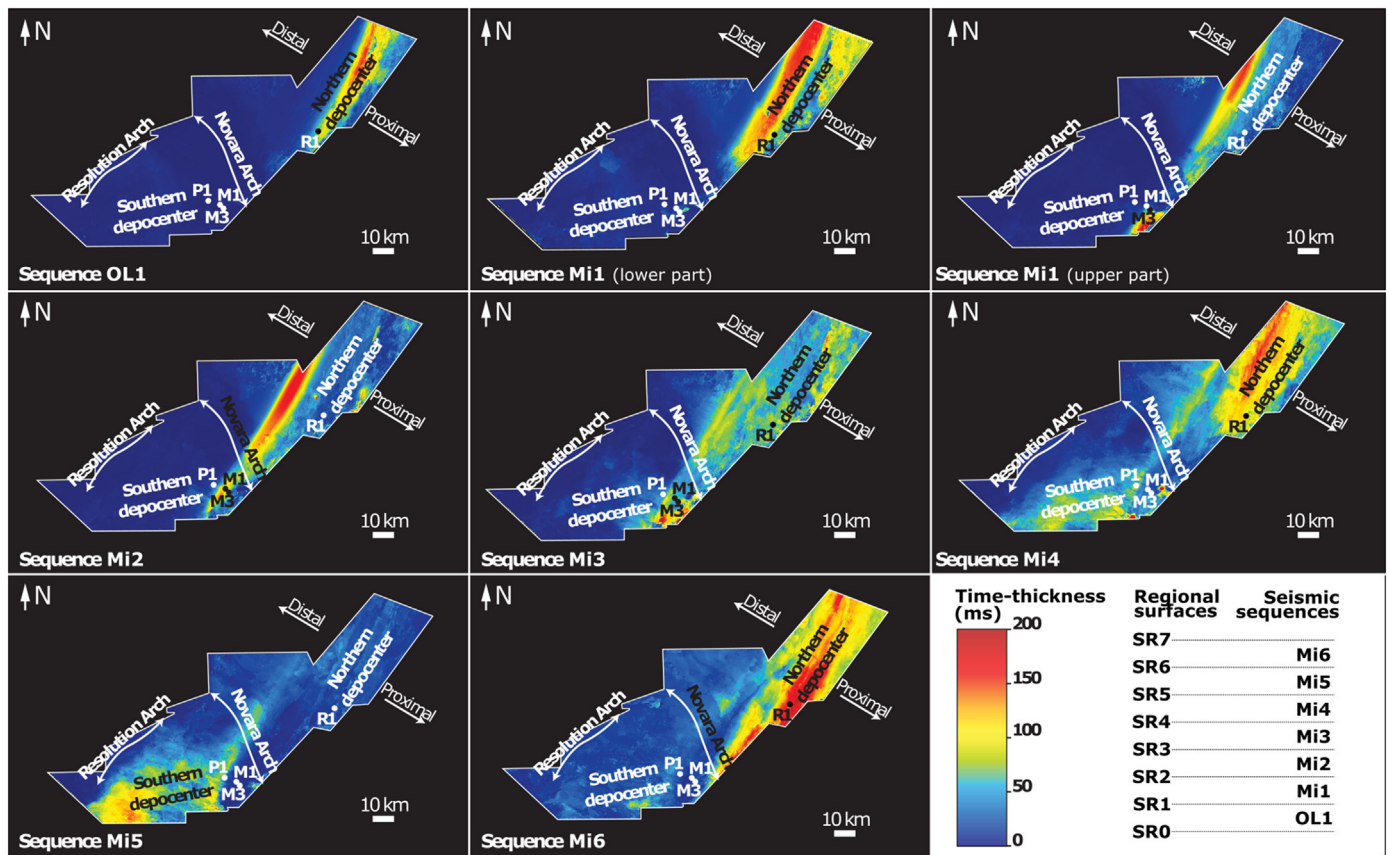 N
Distal
Northern
depocenter
Proximal
R1
Novara Arch
Resolution Arch
P1
M1
M3
Southern
depocenter
10 km
Sequence OL1
N
Distal
Northern
depocenter
Proximal
R1
Novara Arch
Resolution Arch
P1
M1
M3
Southern
depocenter
10 km
Sequence Mi1 (lower part)
N
Distal
Northern
depocenter
Proximal
R1
Novara Arch
Resolution Arch
P1
M1
M3
Southern
depocenter
10 km
Sequence Mi1 (upper part)
N
Distal
Northern
depocenter
Proximal
R1
Novara Arch
Resolution Arch
P1
M1
M3
Southern
depocenter
10 km
Sequence Mi2
N
Distal
Northern
depocenter
Proximal
R1
Novara Arch
Resolution Arch
P1
M1
M3
Southern
depocenter
10 km
Sequence Mi3
N
Distal
Northern
depocenter
Proximal
R1
Novara Arch
Resolution Arch
P1
M1
M3
Southern
depocenter
10 km
Sequence Mi4
N
Distal
Northern
depocenter
Proximal
R1
Novara Arch
Resolution Arch
P1
M1
M3
Southern
depocenter
10 km
Sequence Mi5
N
Distal
Northern
depocenter
Proximal
R1
Novara Arch
Resolution Arch
P1
M1
M3
Southern
depocenter
10 km
Sequence Mi6
Time-thickness
(ms)
200
150
100
50
0
Regional
surfaces
Seismic
sequences
SR7
Mi6
SR6
Mi5
SR5
Mi4
SR4
Mi3
SR3
Mi2
SR2
Mi1
SR1
OL1
SR0